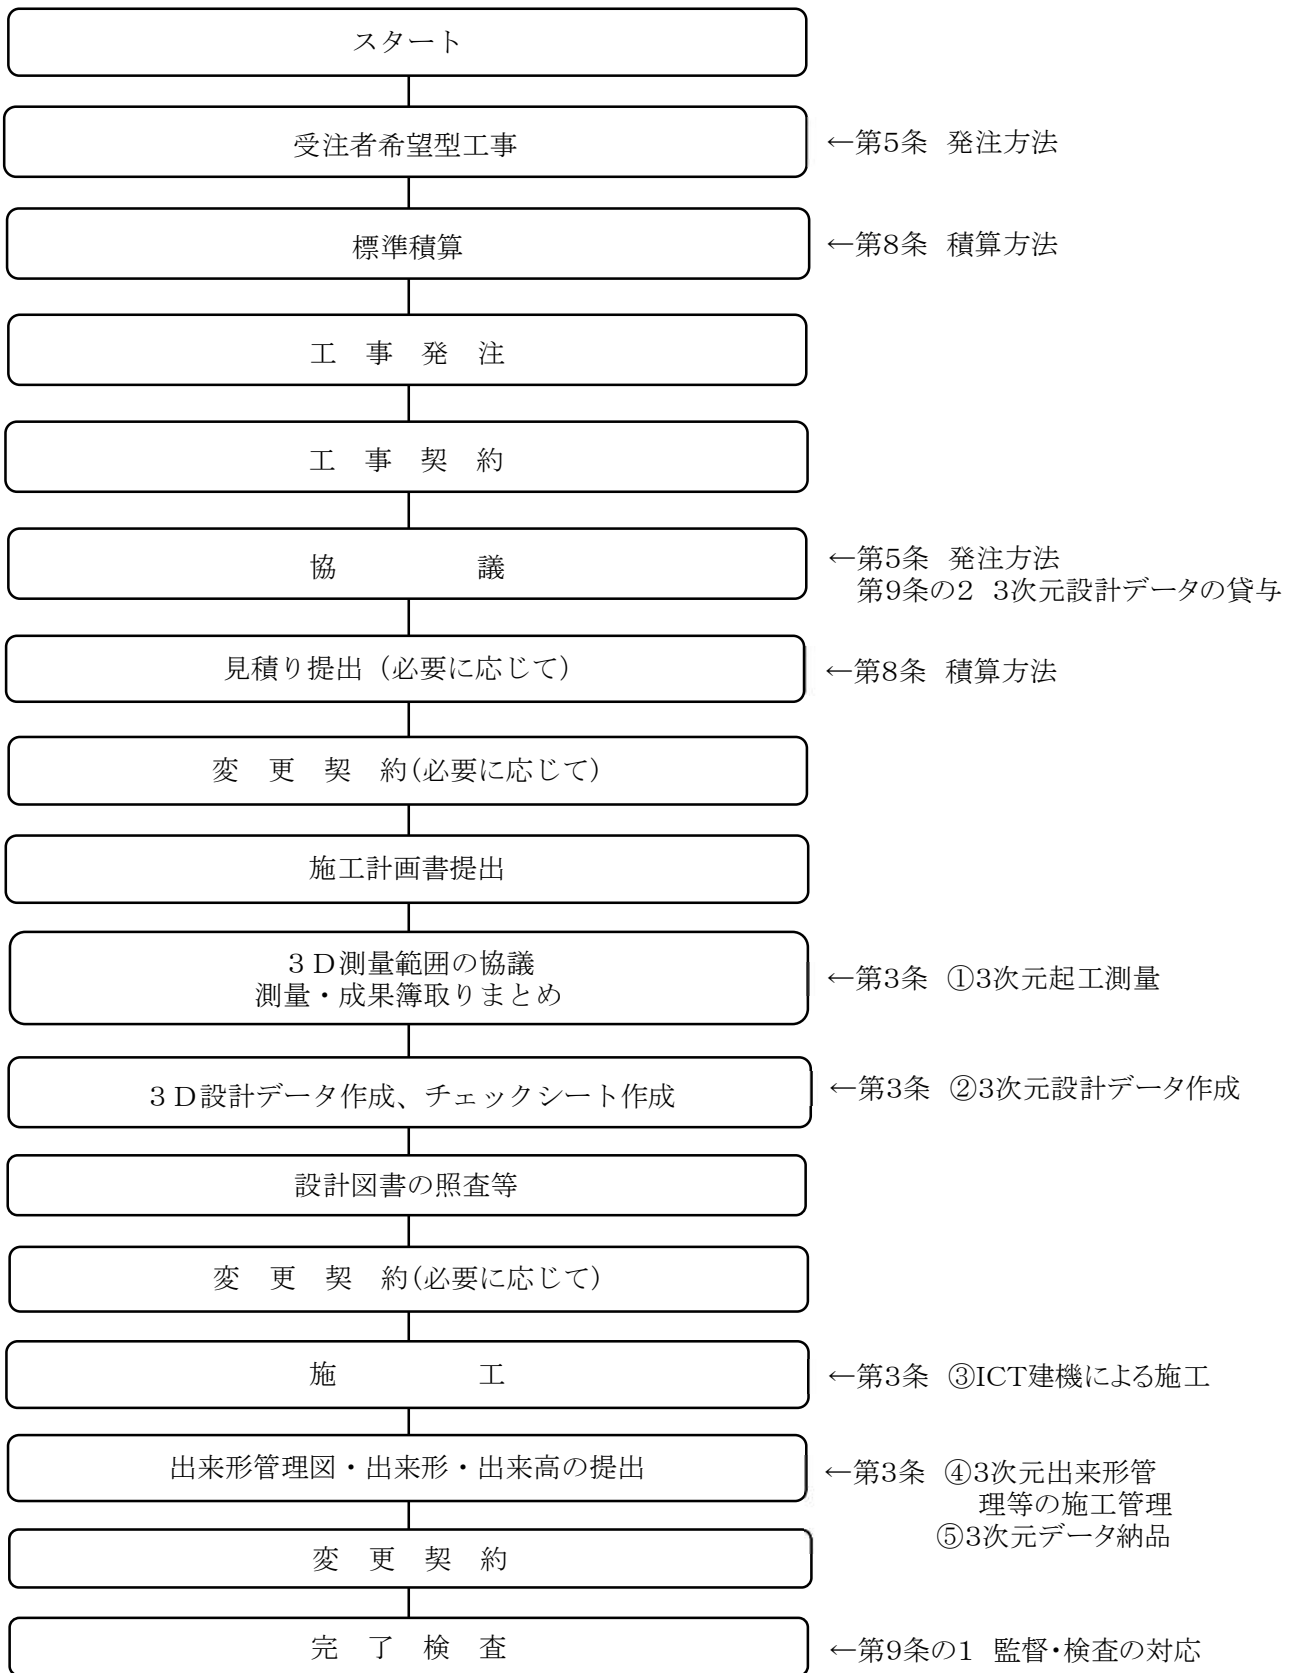 スタート
受注者希望型工事
←第5条 発注方法
標準積算
←第8条 積算方法
工 事 発 注
工 事 契 約
協 議
←第5条 発注方法
第9条の2 3次元設計データの貸与
見積り提出（必要に応じて）
←第8条 積算方法
変 更 契 約(必要に応じて)
施工計画書提出
３D測量範囲の協議
測量・成果簿取りまとめ
←第3条 ①3次元起工測量
３D設計データ作成、チェックシート作成
←第3条 ②3次元設計データ作成
設計図書の照査等
変 更 契 約(必要に応じて)
施 工
←第3条 ③ICT建機による施工
出来形管理図・出来形・出来高の提出
←第3条 ④3次元出来形管
理等の施工管理
⑤3次元データ納品
変 更 契 約
完 了 検 査
←第9条の1 監督・検査の対応